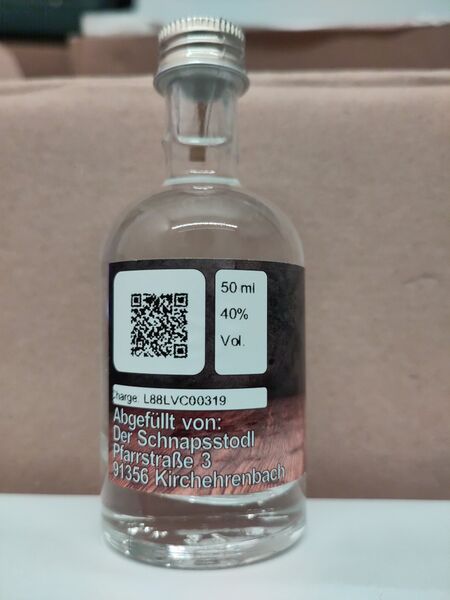 50 ml
40%
Vol.
Charge: L88LVC00319
Abgefüllt von:
Der Schnapsstodl
Pfarrstraße 3
91356 Kirchehrenbach